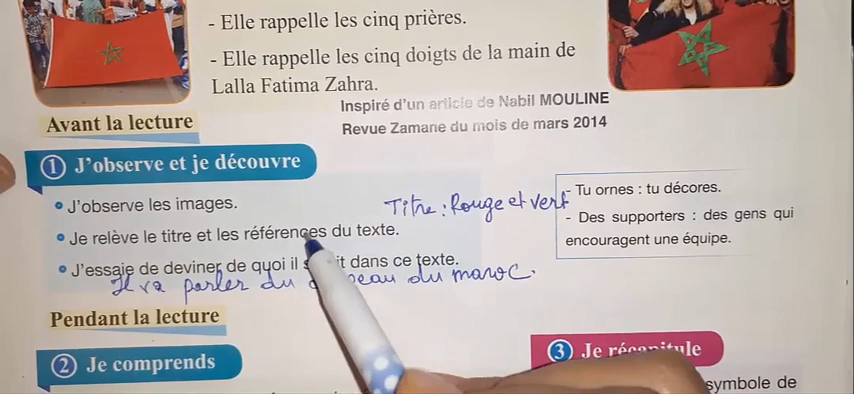 - Elle rappelle les cinq prières.
- Elle rappelle les cinq doigts de la main de
Lalla Fatima Zahra.
Inspiré d'un article de Nabil MOULINE
Revue Zamane du mois de mars 2014
Avant la lecture
1 J'observe et je découvre
• J'observe les images.
• Je relève le titre et les références du texte.
Titre : Rouge et vert
• J'essaie de deviner de quoi il dans ce texte.
Il va parler du du maroc.
- Tu ornes : tu décores.
- Des supporters : des gens qui
encouragent une équipe.
Pendant la lecture
2 Je comprends
3 Je récapitule
symbole de